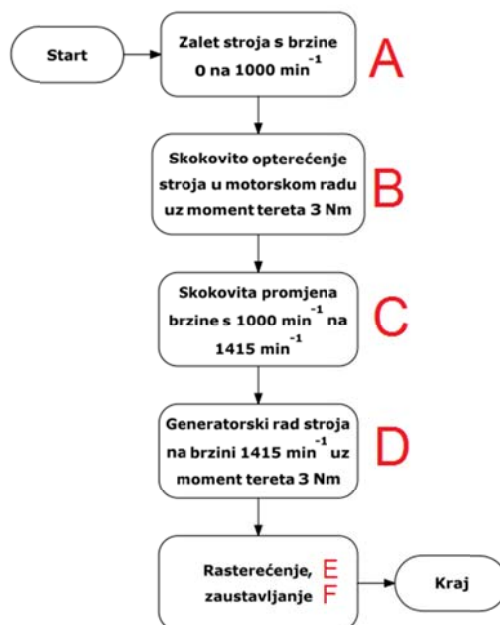 Start
Zalet stroja s brzine
0 na 1000 min⁻¹
A
Skokovito opterećenje
stroja u motorskom radu
uz moment tereta 3 Nm
B
Skokovita promjena
brzine s 1000 min⁻¹ na
1415 min⁻¹
C
Generatorski rad stroja
na brzini 1415 min⁻¹ uz
moment tereta 3 Nm
D
Rasterećenje, E
zaustavljanje F
Kraj